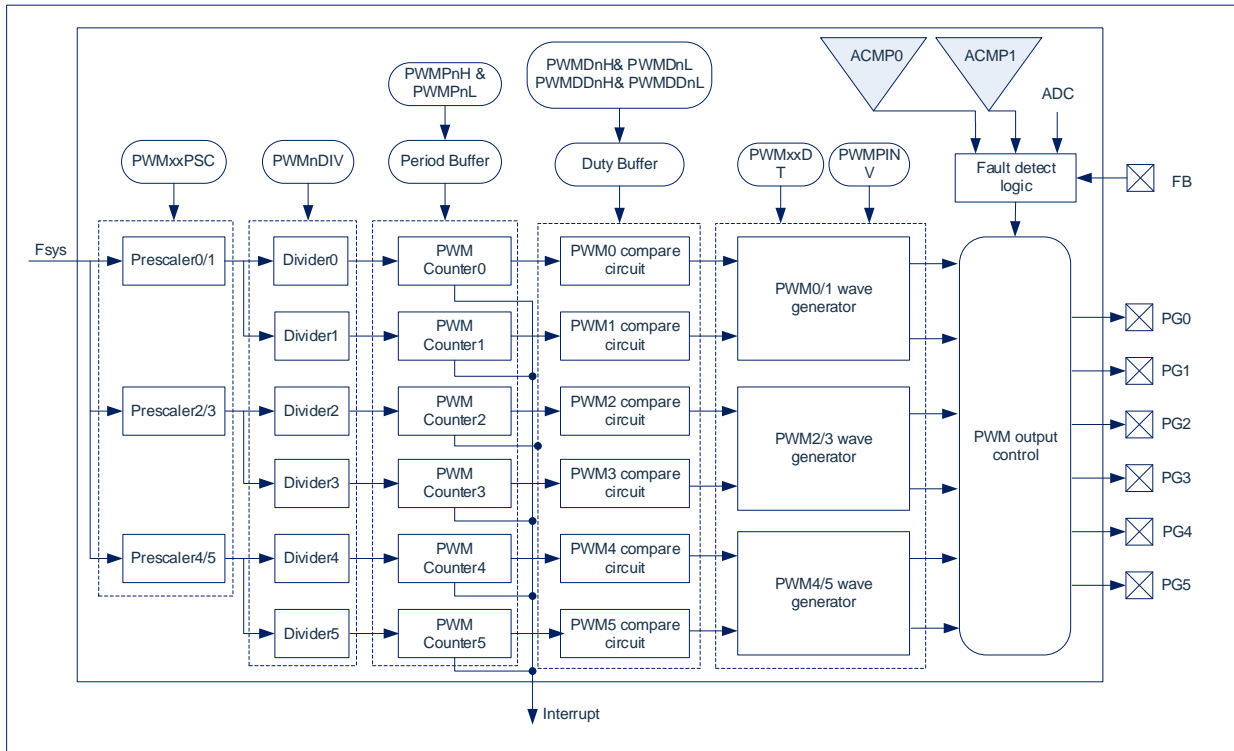 ACMP0
ACMP1
PWMDnH& PWMDnL
PWMDDnH& PWMDDnL
PWMPnH &
PWMPnL
ADC
PWMxxPSC
PWMnDIV
Period Buffer
Duty Buffer
PWMxxD
T
PWMPIN
V
Fault detect
logic
FB
Fsys
Prescaler0/1
Divider0
PWM
Counter0
PWM0 compare
circuit
PWM0/1 wave
generator
Divider1
PWM
Counter1
PWM1 compare
circuit
PG0
PG1
Prescaler2/3
Divider2
PWM
Counter2
PWM2 compare
circuit
PWM2/3 wave
generator
PWM output
control
PG2
Divider3
PWM
Counter3
PWM3 compare
circuit
PG3
Prescaler4/5
Divider4
PWM
Counter4
PWM4 compare
circuit
PWM4/5 wave
generator
PG4
PG5
Divider5
PWM
Counter5
PWM5 compare
circuit
Interrupt